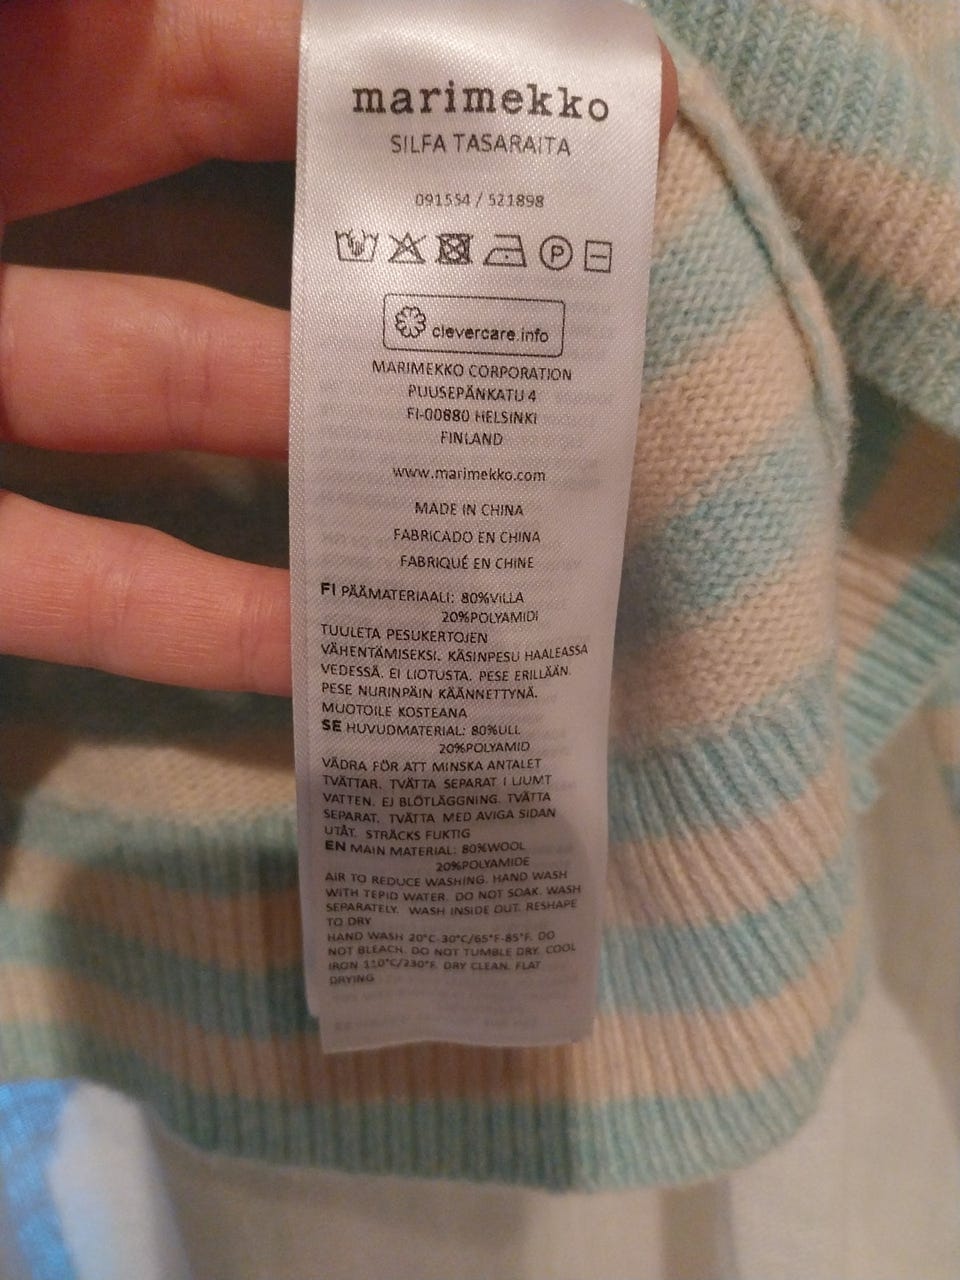 marimekko
SILFA TASARAITA
091554 / 521898
P
clevercare.info
MARIMEKKO CORPORATION
PUUSEPÄNKATU 4
FI-00880 HELSINKI
FINLAND
www.marimekko.com
MADE IN CHINA
FABRICADO EN CHINA
FABRIQUÉ EN CHINE
FI PÄÄMATERIAALI: 80%VILLA
20%POLYAMIDI
TUULETA PESUKERTOJEN
VÄHENTÄMISEKSI. KÄSINPESU HAALEASSA
VEDESSÄ. EI LIOTUSTA. PESE ERILLÄÄN.
PESE NURINPÄIN KÄÄNNETTYNÄ.
MUOTOILE KOSTEANA
SE HUVUDMATERIAL: 80%ULL
20%POLYAMID
VÄDRA FÖR ATT MINSKA ANTALET
TVÄTTAR. TVÄTTA SEPARAT I LJUMT
VATTEN. EJ BLÖTLÄGGNING. TVÄTTA
SEPARAT. TVÄTTA MED AVIGA SIDAN
UTÅT. STRÄCKS FUKTIG
EN MAIN MATERIAL: 80%WOOL
20%POLYAMIDE
AIR TO REDUCE WASHING. HAND WASH
WITH TEPID WATER. DO NOT SOAK. WASH
SEPARATELY. WASH INSIDE OUT. RESHAPE
TO DRY
HAND WASH 20°C-30°C/65°F-85°F. DO
NOT BLEACH. DO NOT TUMBLE DRY. COOL
IRON 110°C/230°F. DRY CLEAN. FLAT
DRYING